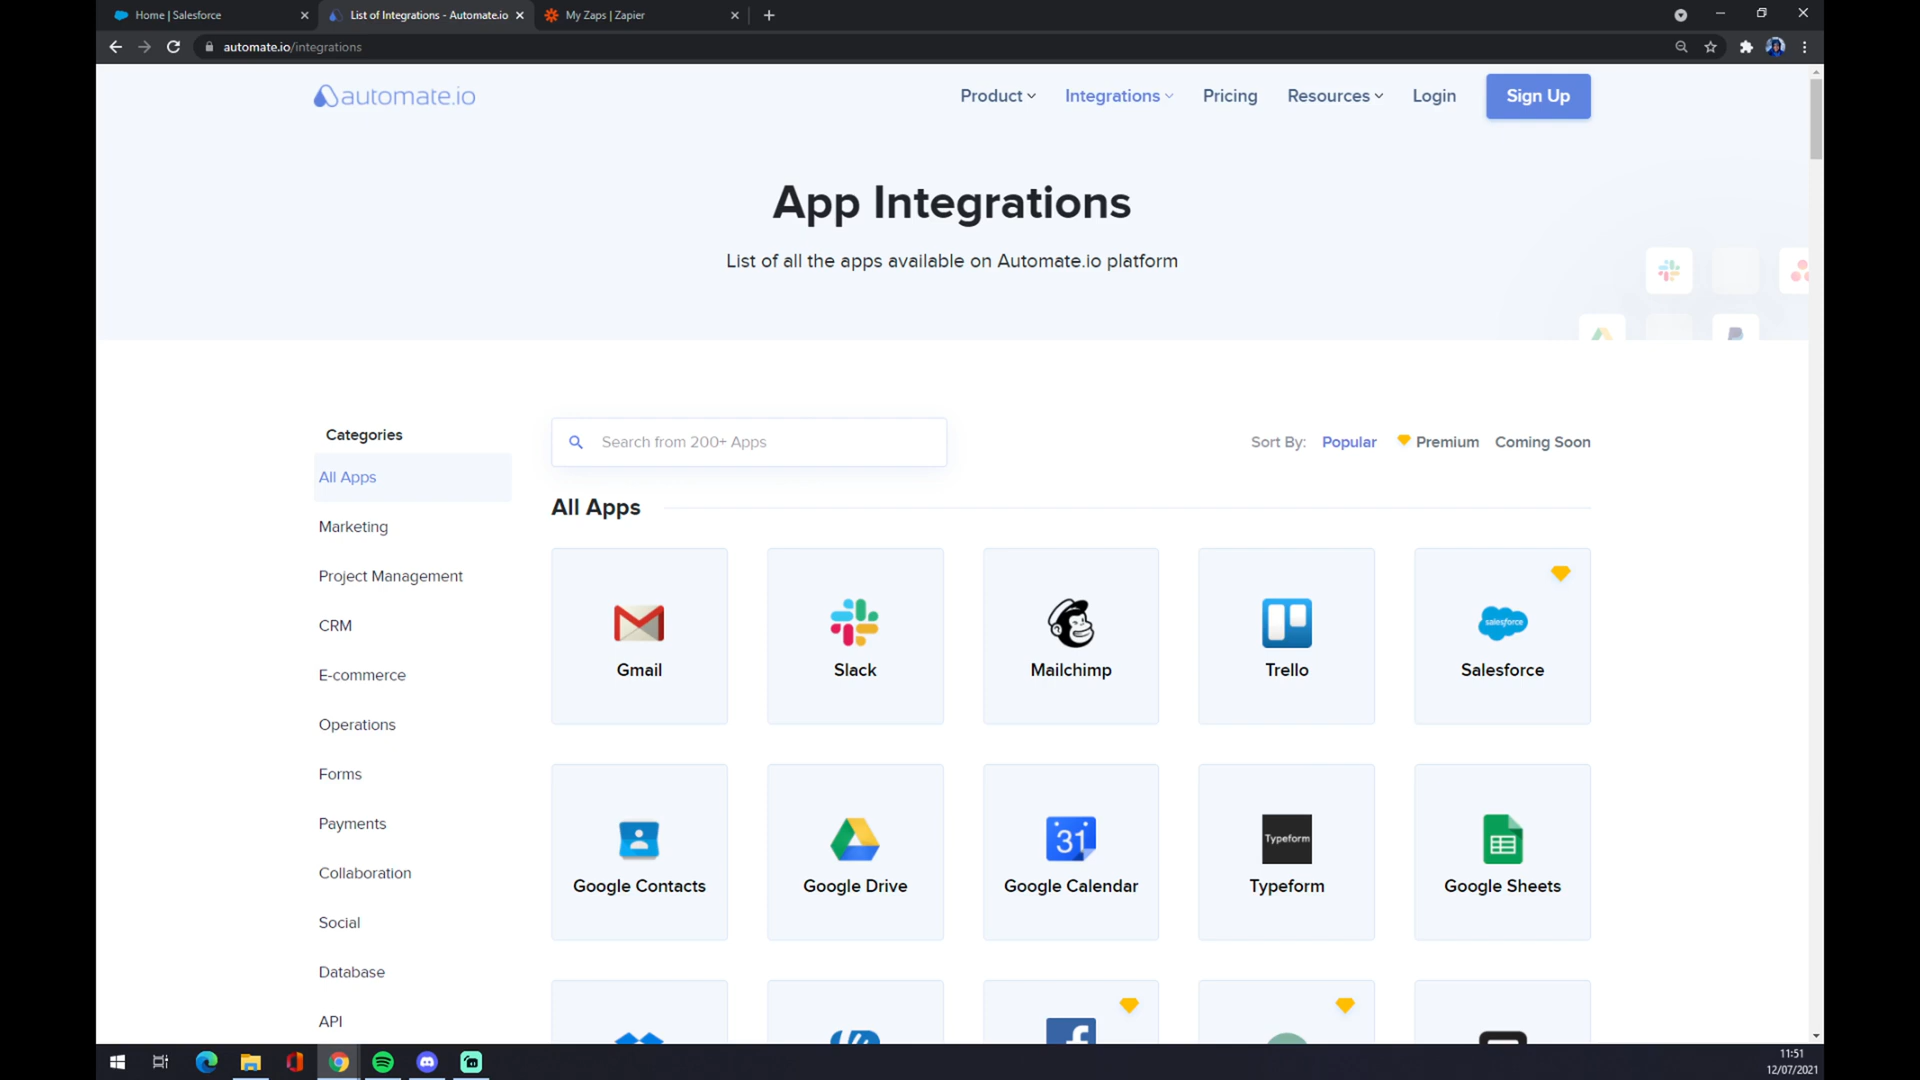 Home | Salesforce
List of Integrations - Automate.io
My Zaps | Zapier
automate.io/integrations
automate.io
Product
Integrations
Pricing
Resources
Login
Sign Up
App Integrations
List of all the apps available on Automate.io platform
Categories
All Apps
Marketing
Project Management
CRM
E-commerce
Operations
Forms
Payments
Collaboration
Social
Database
API
Search from 200+ Apps
Sort By: Popular Premium Coming Soon
All Apps
Gmail
Slack
Mailchimp
Trello
salesforce
Salesforce
Google Contacts
Google Drive
31
Google Calendar
Typeform
Typeform
Google Sheets
11:51
12/07/2021